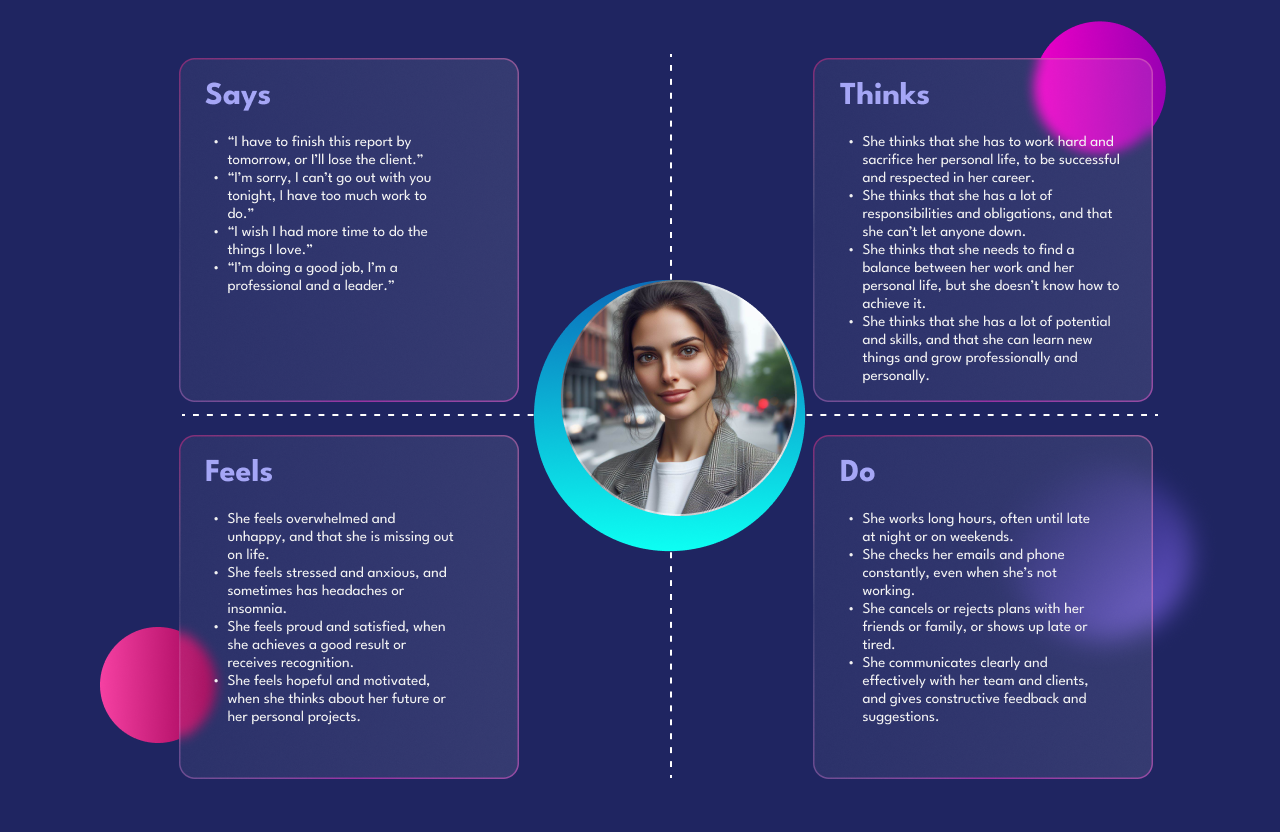 Says
• “I have to finish this report by
tomorrow, or I’ll lose the client.”
• “I’m sorry, I can’t go out with you
tonight, I have too much work to
do.”
• “I wish I had more time to do the
things I love.”
• “I’m doing a good job, I’m a
professional and a leader.”
Thinks
• She thinks that she has to work hard and
sacrifice her personal life, to be successful
and respected in her career.
• She thinks that she has a lot of
responsibilities and obligations, and that
she can’t let anyone down.
• She thinks that she needs to find a
balance between her work and her
personal life, but she doesn’t know how to
achieve it.
• She thinks that she has a lot of potential
and skills, and that she can learn new
things and grow professionally and
personally.
Feels
• She feels overwhelmed and
unhappy, and that she is missing out
on life.
• She feels stressed and anxious, and
sometimes has headaches or
insomnia.
• She feels proud and satisfied, when
she achieves a good result or
receives recognition.
• She feels hopeful and motivated,
when she thinks about her future or
her personal projects.
Do
• She works long hours, often until late
at night or on weekends.
• She checks her emails and phone
constantly, even when she’s not
working.
• She cancels or rejects plans with her
friends or family, or shows up late or
tired.
• She communicates clearly and
effectively with her team and clients,
and gives constructive feedback and
suggestions.